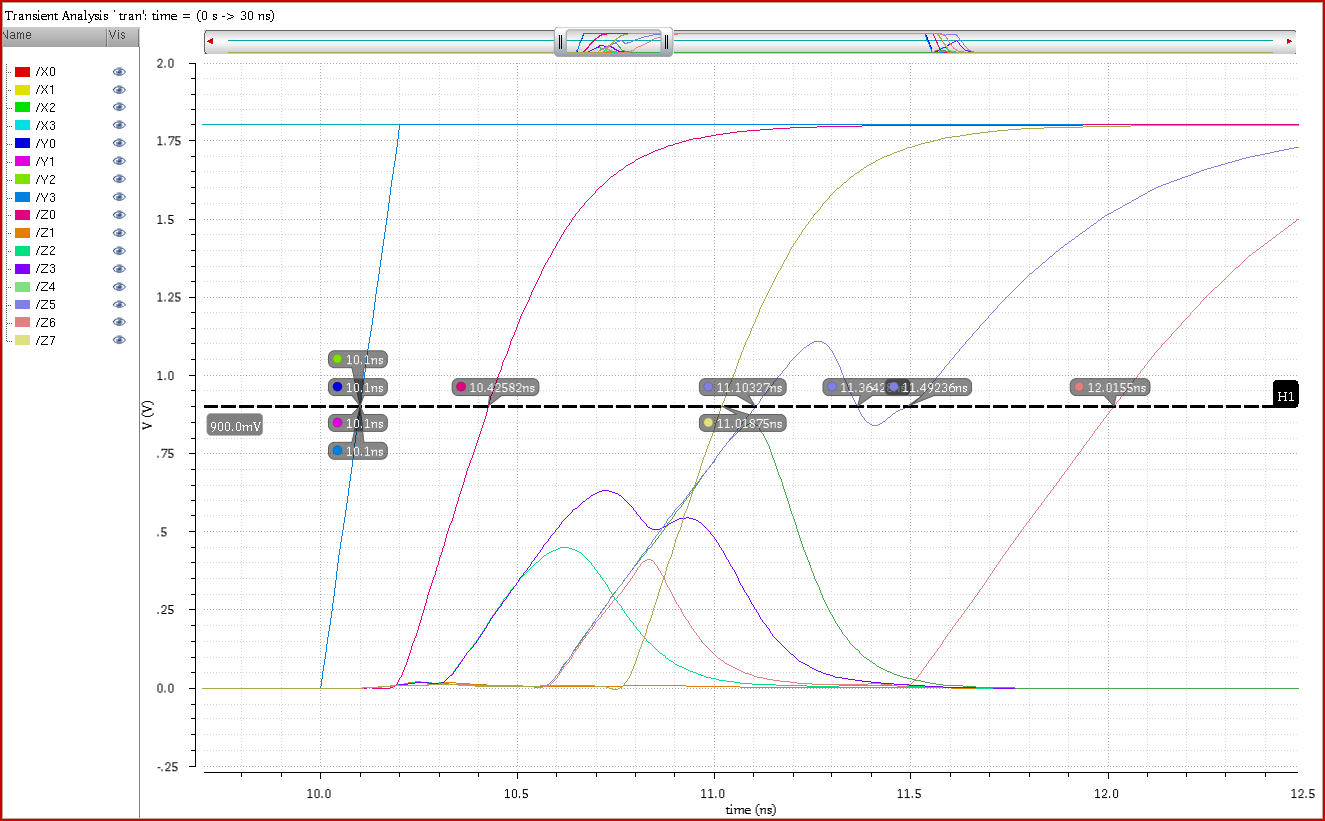 Transient Analysis `tran': time = (0 s -> 30 ns)
Name Vis
/X0
/X1
/X2
/X3
/Y0
/Y1
/Y2
/Y3
/Z0
/Z1
/Z2
/Z3
/Z4
/Z5
/Z6
/Z7
V (V)
2.0
1.75
1.5
1.25
1.0
.75
.5
.25
0.0
-.25
10.1ns
10.1ns
10.1ns
10.1ns
10.42582ns
11.10327ns
11.01875ns
11.3642
11.49236ns
12.0155ns
H1
900.0mV
10.0 10.5 11.0 11.5 12.0 12.5
time (ns)